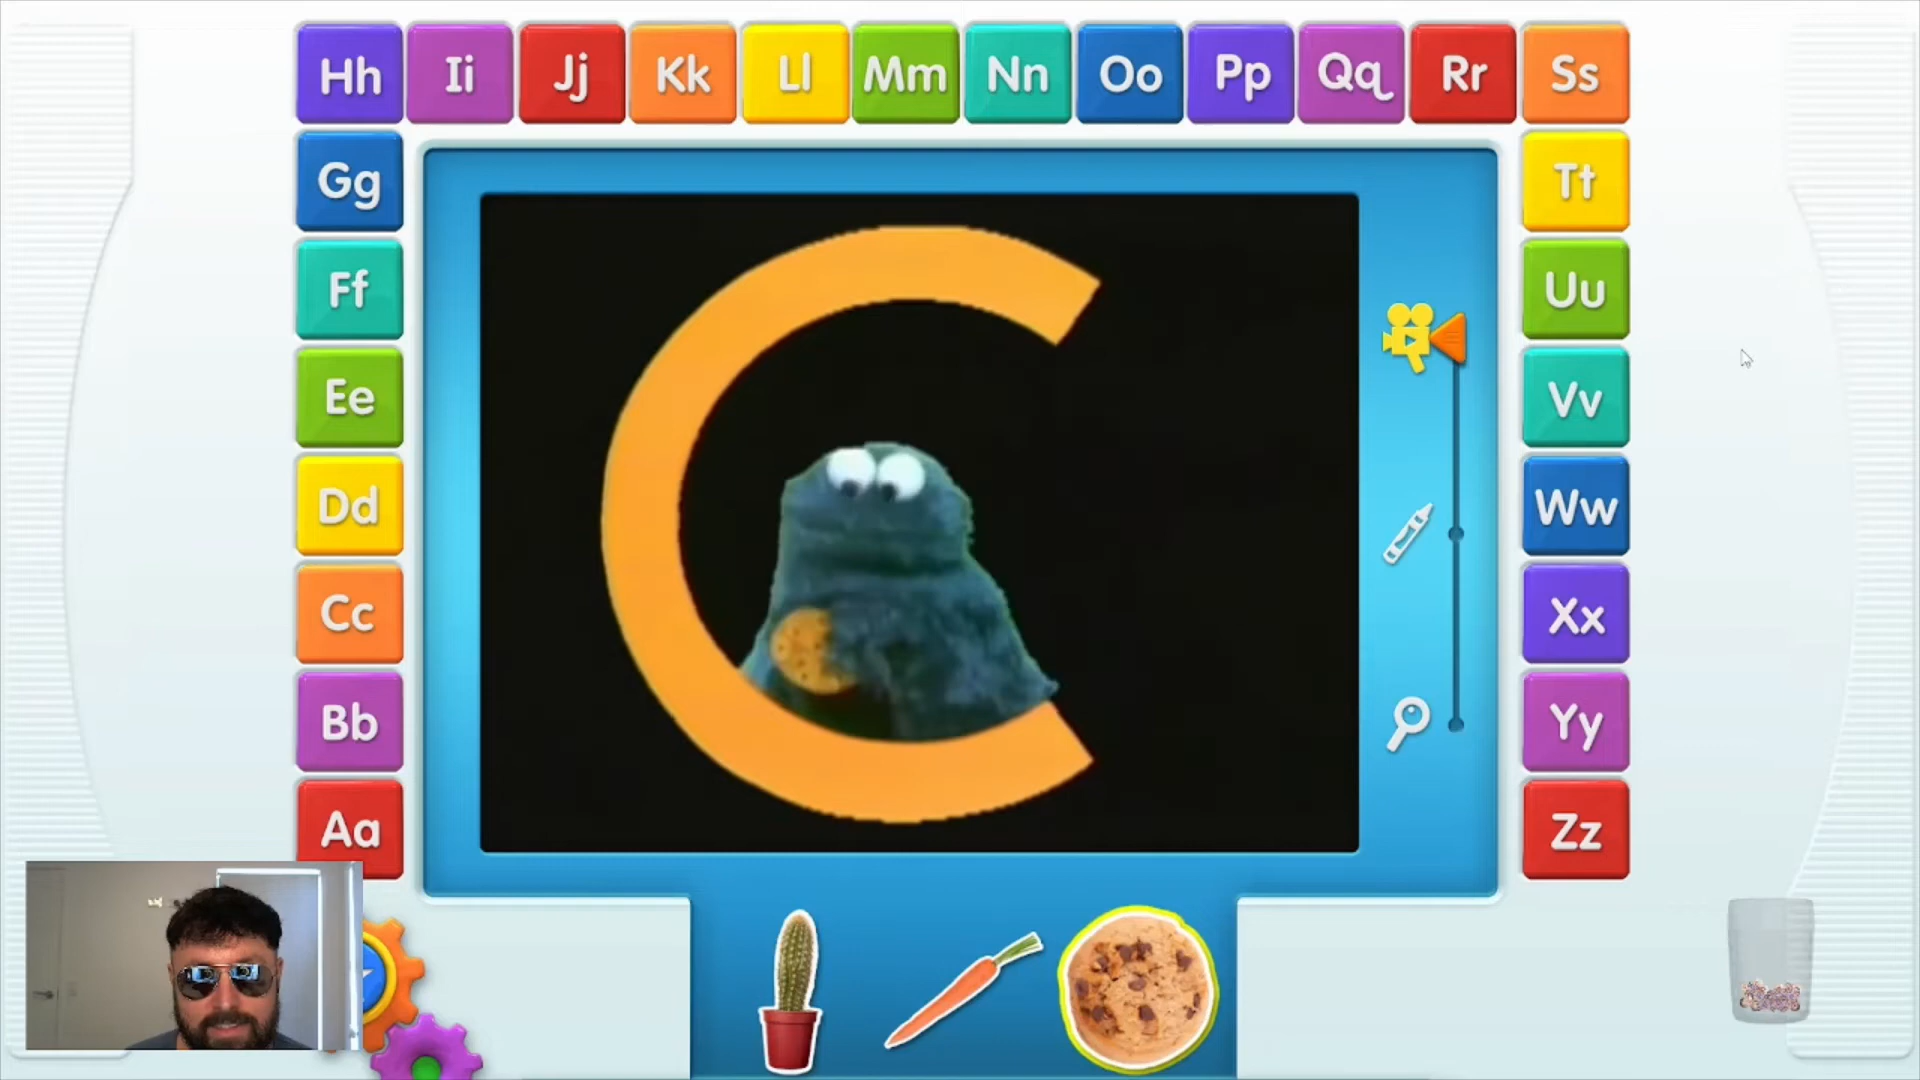 Hh Ii Jj Kk Ll Mm Nn Oo Pp Qq Rr Ss
Gg Tt
Ff Uu
Ee Vv
Dd Ww
Cc Xx
Bb Yy
Aa Zz
C